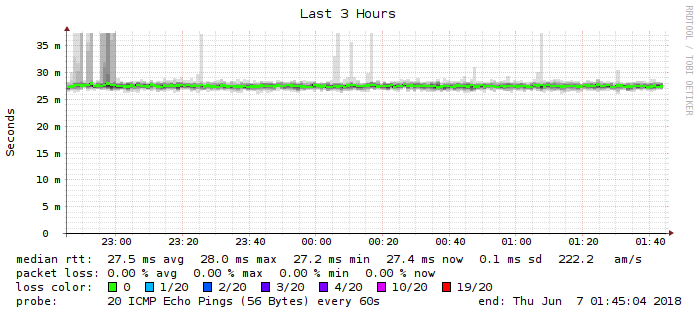 Last 3 Hours
RRDTOOL / TOBI OETIKER
Seconds
35 m
30 m
25 m
20 m
15 m
10 m
5 m
0
23:00 23:20 23:40 00:00 00:20 00:40 01:00 01:20 01:40
median rtt: 27.5 ms avg 28.0 ms max 27.2 ms min 27.4 ms now 0.1 ms sd 222.2 am/s
packet loss: 0.00 % avg 0.00 % max 0.00 % min 0.00 % now
loss color: 0 1/20 2/20 3/20 4/20 10/20 19/20
probe: 20 ICMP Echo Pings (56 Bytes) every 60s end: Thu Jun 7 01:45:04 2018